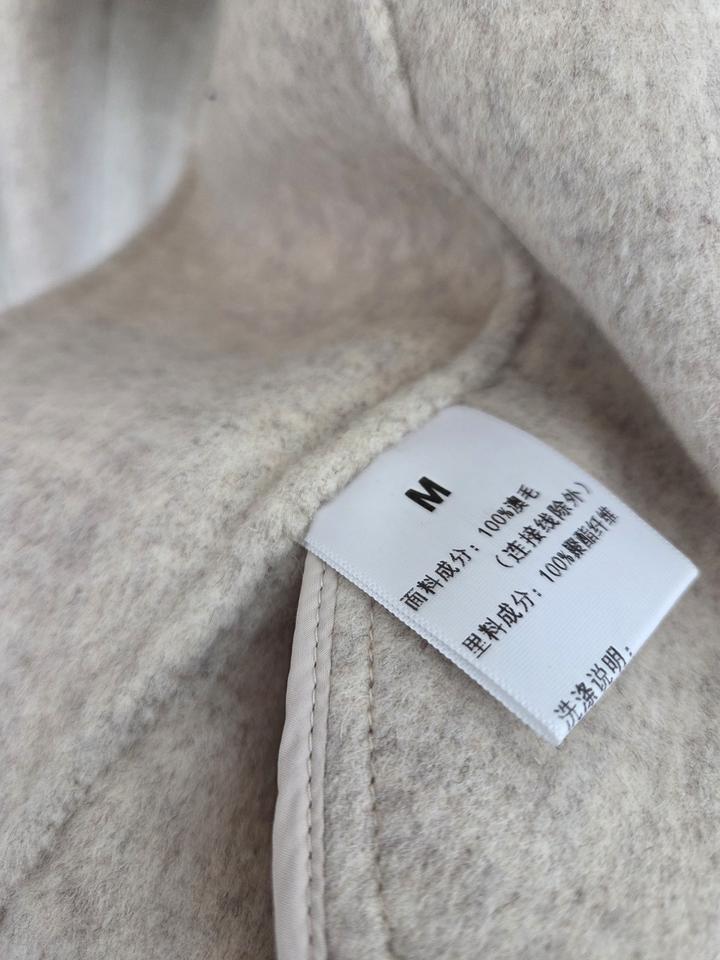 M
面料成分：100%澳毛
（连接线除外）
里料成分：100%聚酯纤维
洗涤说明：